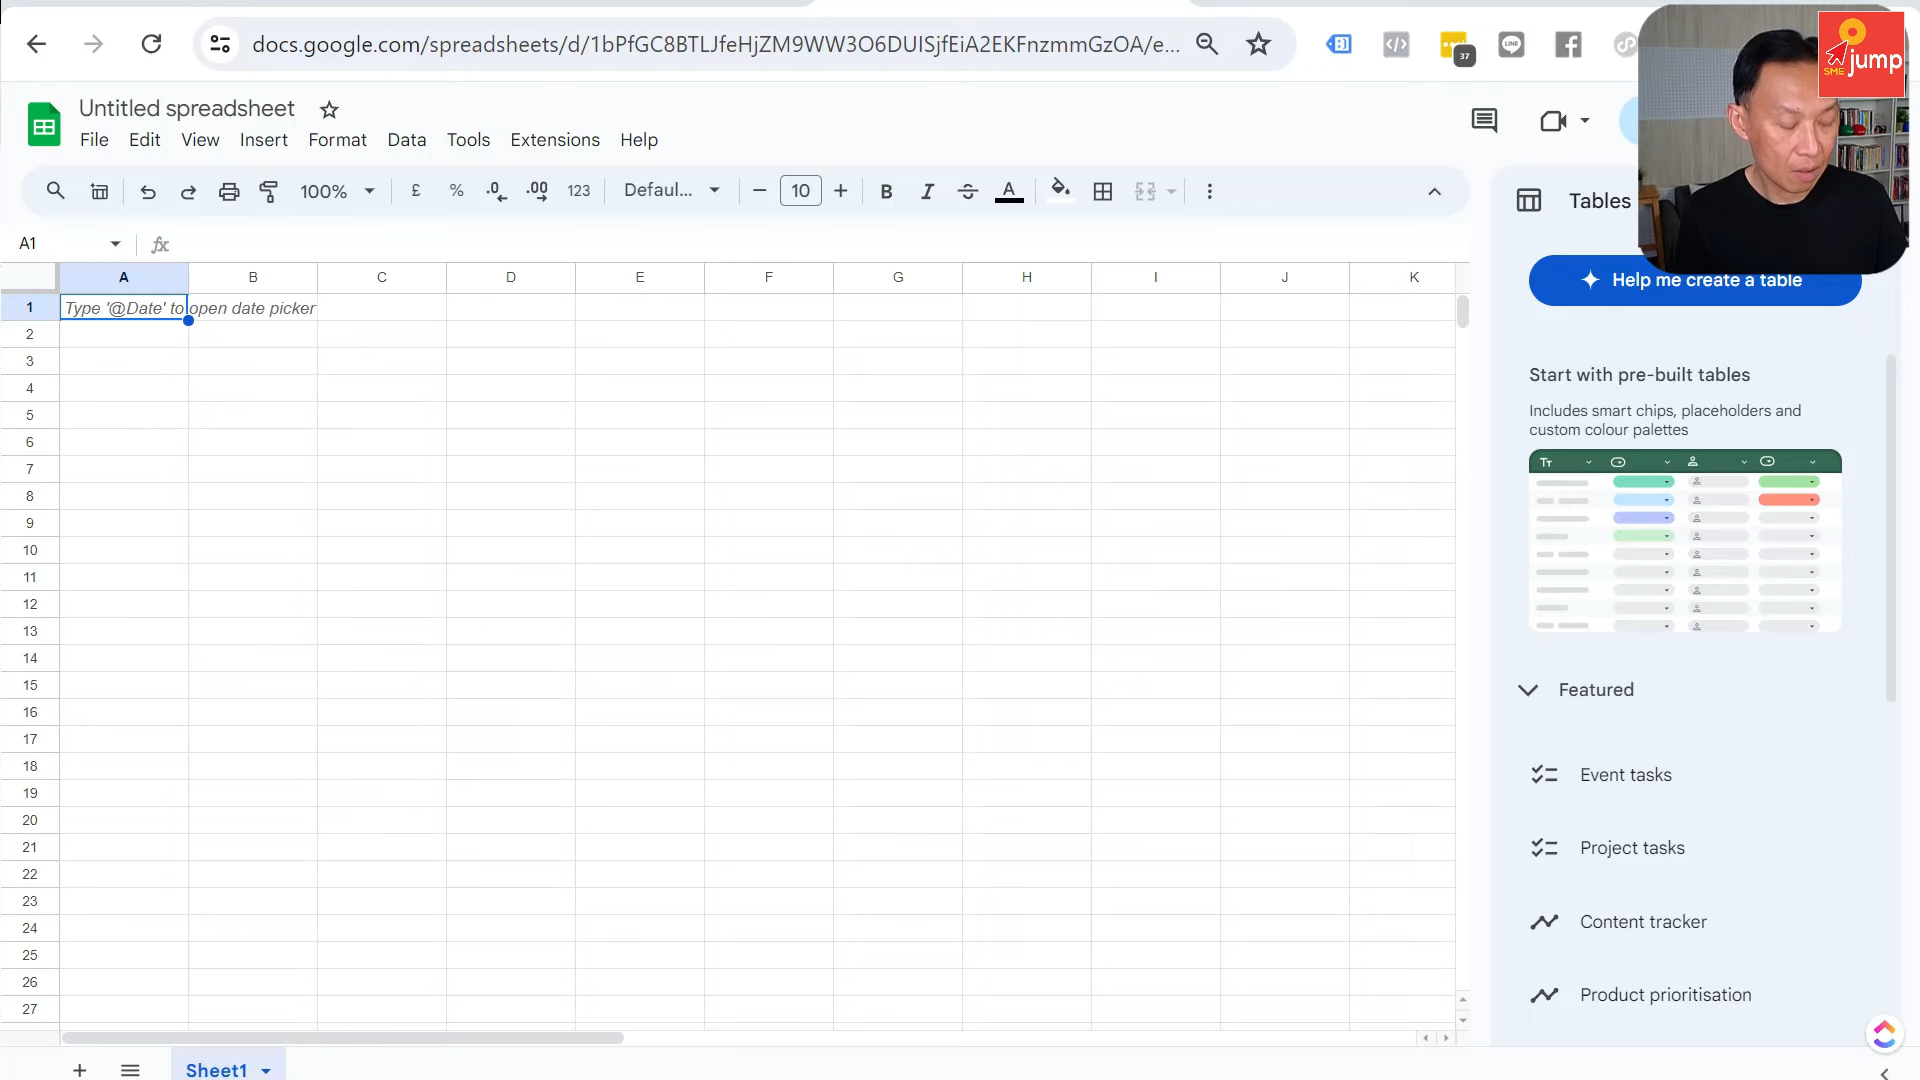 docs.google.com/spreadsheets/d/1bPfGC8BTLJfeHjZM9WW3O6DUISjfEiA2EKFnzmmGzOA/e...
37
SME jump
Untitled spreadsheet
File Edit View Insert Format Data Tools Extensions Help
100% £ % .0 .00 123 Defaul... 10 B I S A
Tables
A1 fx
A B C D E F G H I J K
Help me create a table
1 Type '@Date' to open date picker
2
3
4
5
6
7
8
9
10
11
12
13
14
15
16
17
18
19
20
21
22
23
24
25
26
27
Start with pre-built tables
Includes smart chips, placeholders and
custom colour palettes
Tт
Featured
Event tasks
Project tasks
Content tracker
Product prioritisation
Sheet1